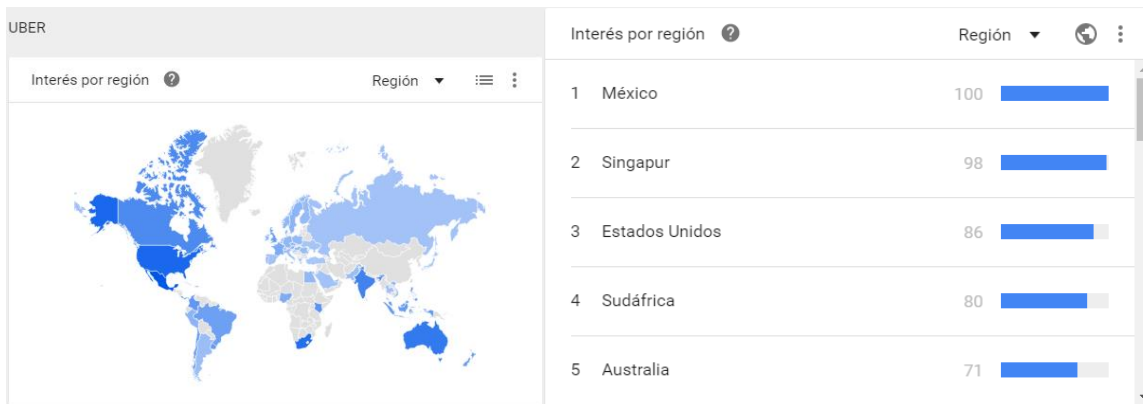 UBER
Interés por región
Región
Interés por región
Región
1 México 100
2 Singapur 98
3 Estados Unidos 86
4 Sudáfrica 80
5 Australia 71